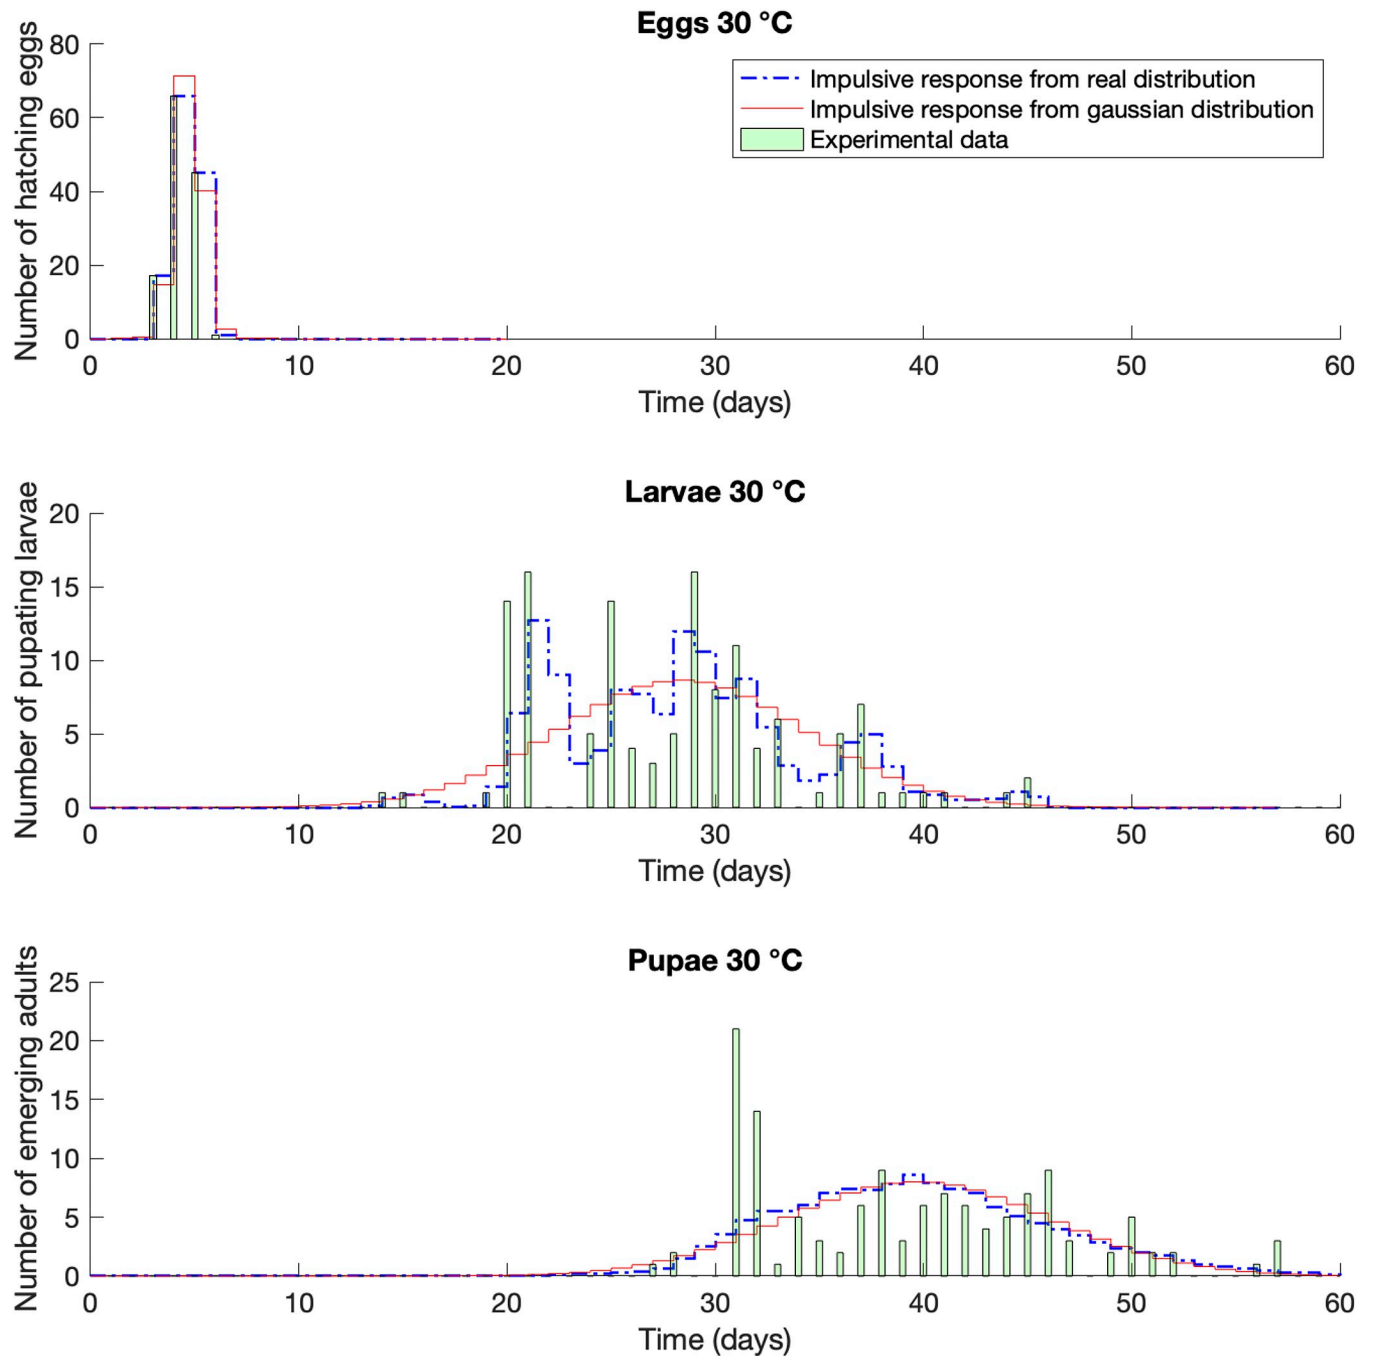 Eggs 30 °C
Number of hatching eggs
80
60
40
20
0
Impulsive response from real distribution
Impulsive response from gaussian distribution
Experimental data
0 10 20 30 40 50 60
Time (days)
Larvae 30 °C
Number of pupating larvae
20
15
10
5
0
0 10 20 30 40 50 60
Time (days)
Pupae 30 °C
Number of emerging adults
25
20
15
10
5
0
0 10 20 30 40 50 60
Time (days)